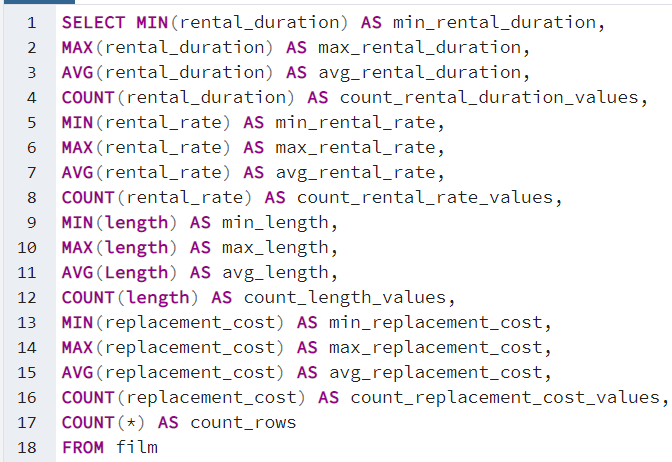 1 SELECT MIN(rental_duration) AS min_rental_duration,
2 MAX(rental_duration) AS max_rental_duration,
3 AVG(rental_duration) AS avg_rental_duration,
4 COUNT(rental_duration) AS count_rental_duration_values,
5 MIN(rental_rate) AS min_rental_rate,
6 MAX(rental_rate) AS max_rental_rate,
7 AVG(rental_rate) AS avg_rental_rate,
8 COUNT(rental_rate) AS count_rental_rate_values,
9 MIN(length) AS min_length,
10 MAX(length) AS max_length,
11 AVG(Length) AS avg_length,
12 COUNT(length) AS count_length_values,
13 MIN(replacement_cost) AS min_replacement_cost,
14 MAX(replacement_cost) AS max_replacement_cost,
15 AVG(replacement_cost) AS avg_replacement_cost,
16 COUNT(replacement_cost) AS count_replacement_cost_values,
17 COUNT(*) AS count_rows
18 FROM film